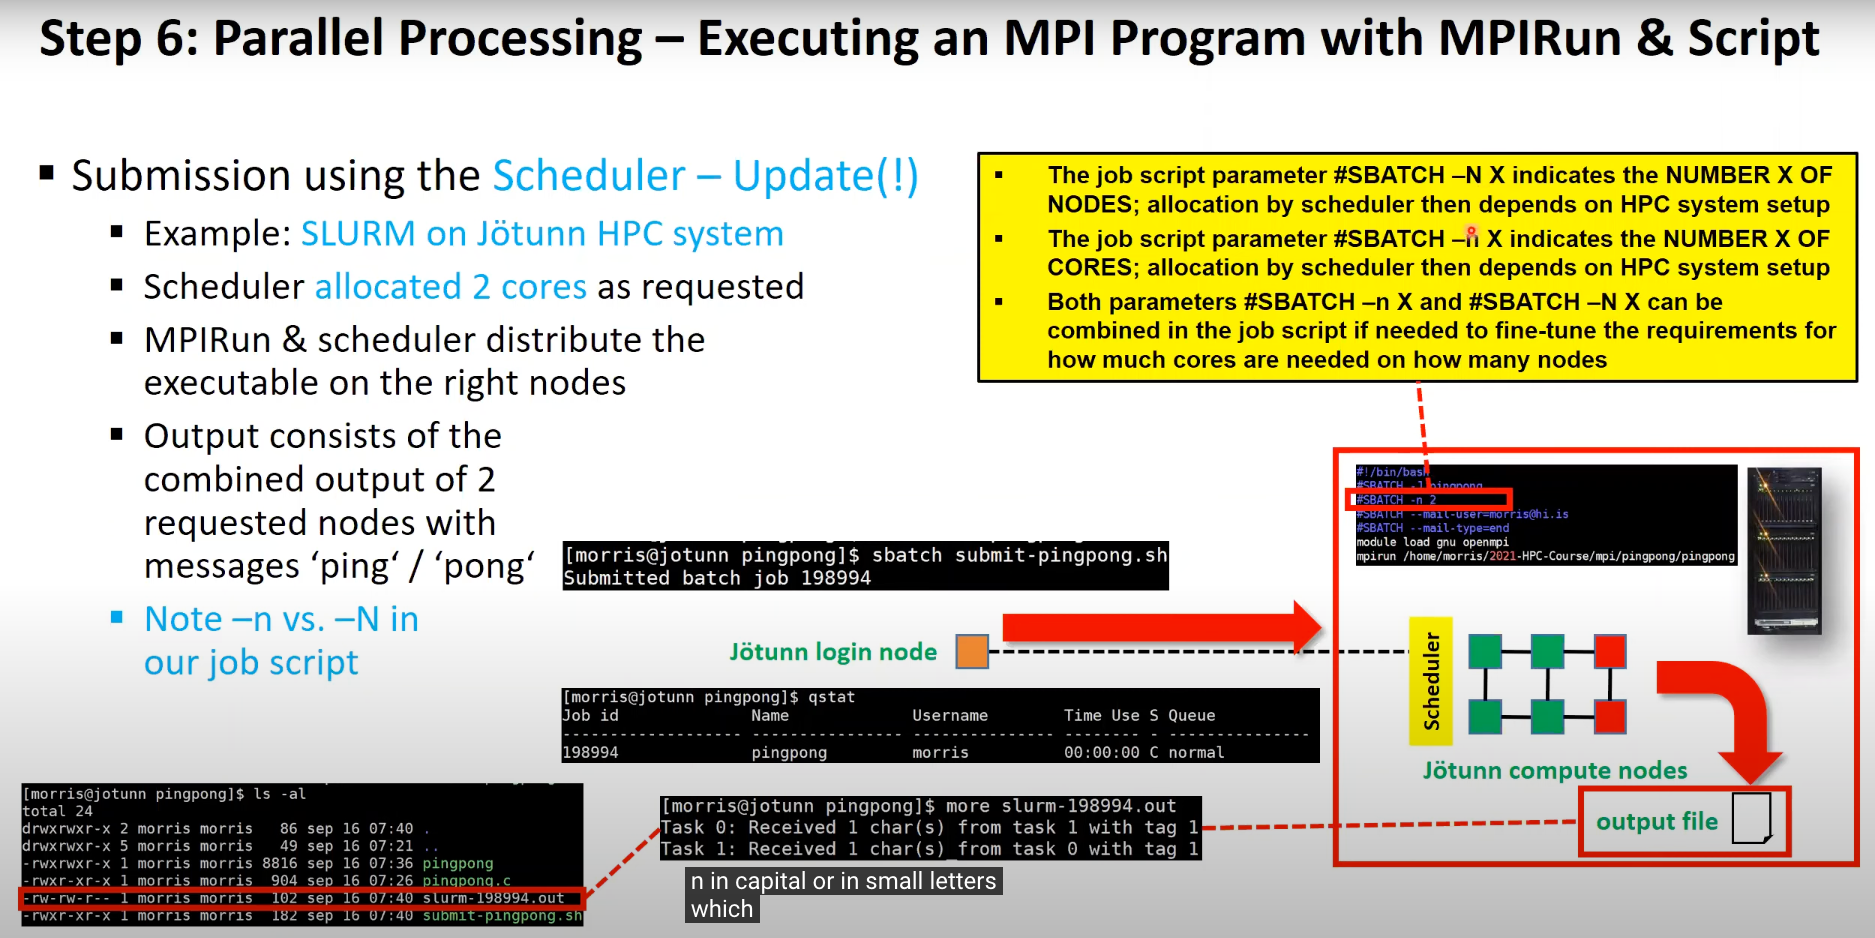 Step 6: Parallel Processing – Executing an MPI Program with MPIRun & Script
Submission using the Scheduler – Update(!)
Example: SLURM on Jötunn HPC system
Scheduler allocated 2 cores as requested
MPIRun & scheduler distribute the
executable on the right nodes
Output consists of the
combined output of 2
requested nodes with
messages ‘ping‘ / ‘pong‘
Note –n vs. –N in
our job script
The job script parameter #SBATCH –N X indicates the NUMBER X OF
NODES; allocation by scheduler then depends on HPC system setup
The job script parameter #SBATCH –n X indicates the NUMBER X OF
CORES; allocation by scheduler then depends on HPC system setup
Both parameters #SBATCH –n X and #SBATCH –N X can be
combined in the job script if needed to fine-tune the requirements for
how much cores are needed on how many nodes
#!/bin/bash
#SBATCH -J pingpong
#SBATCH -n 2
#SBATCH --mail-user=morris@hi.is
#SBATCH --mail-type=end
module load gnu openmpi
mpirun /home/morris/2021-HPC-Course/mpi/pingpong/pingpong
[morris@jotunn pingpong]$ sbatch submit-pingpong.sh
Submitted batch job 198994
Jötunn login node
Scheduler
Jötunn compute nodes
output file
[morris@jotunn pingpong]$ qstat
Job id Name Username Time Use S Queue
------------------- ---------------- --------------- -------- - ---------------
198994 pingpong morris 00:00:00 C normal
[morris@jotunn pingpong]$ ls -al
total 24
drwxrwxr-x 2 morris morris 86 sep 16 07:40 .
drwxrwxr-x 5 morris morris 49 sep 16 07:21 ..
-rwxrwxr-x 1 morris morris 8816 sep 16 07:36 pingpong
-rwxr-xr-x 1 morris morris 904 sep 16 07:26 pingpong.c
-rw-rw-r-- 1 morris morris 102 sep 16 07:40 slurm-198994.out
-rwxr-xr-x 1 morris morris 182 sep 16 07:40 submit-pingpong.sh
[morris@jotunn pingpong]$ more slurm-198994.out
Task 0: Received 1 char(s) from task 1 with tag 1
Task 1: Received 1 char(s) from task 0 with tag 1
n in capital or in small letters
which